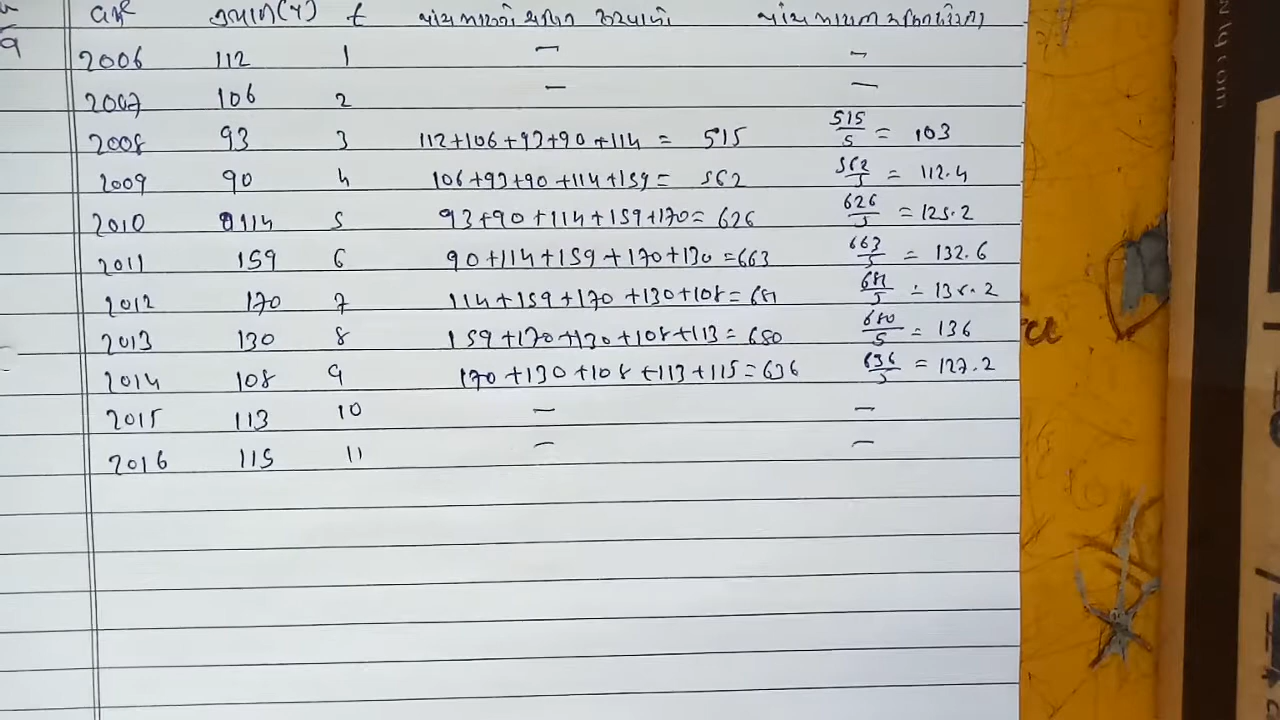 વર્ષ (Y) t
2006 112 1 – –
2007 106 2 – –
2008 93 3 112+106+93+90+114 = 515 515/5 = 103
2009 90 4 106+93+90+114+159 = 562 562/5 = 112.4
2010 114 5 93+90+114+159+170 = 626 626/5 = 125.2
2011 159 6 90+114+159+170+130 = 663 663/5 = 132.6
2012 170 7 114+159+170+130+108 = 681 681/5 = 136.2
2013 130 8 159+170+130+108+113 = 680 680/5 = 136
2014 108 9 170+130+108+113+115 = 636 636/5 = 127.2
2015 113 10 – –
2016 115 11 – –